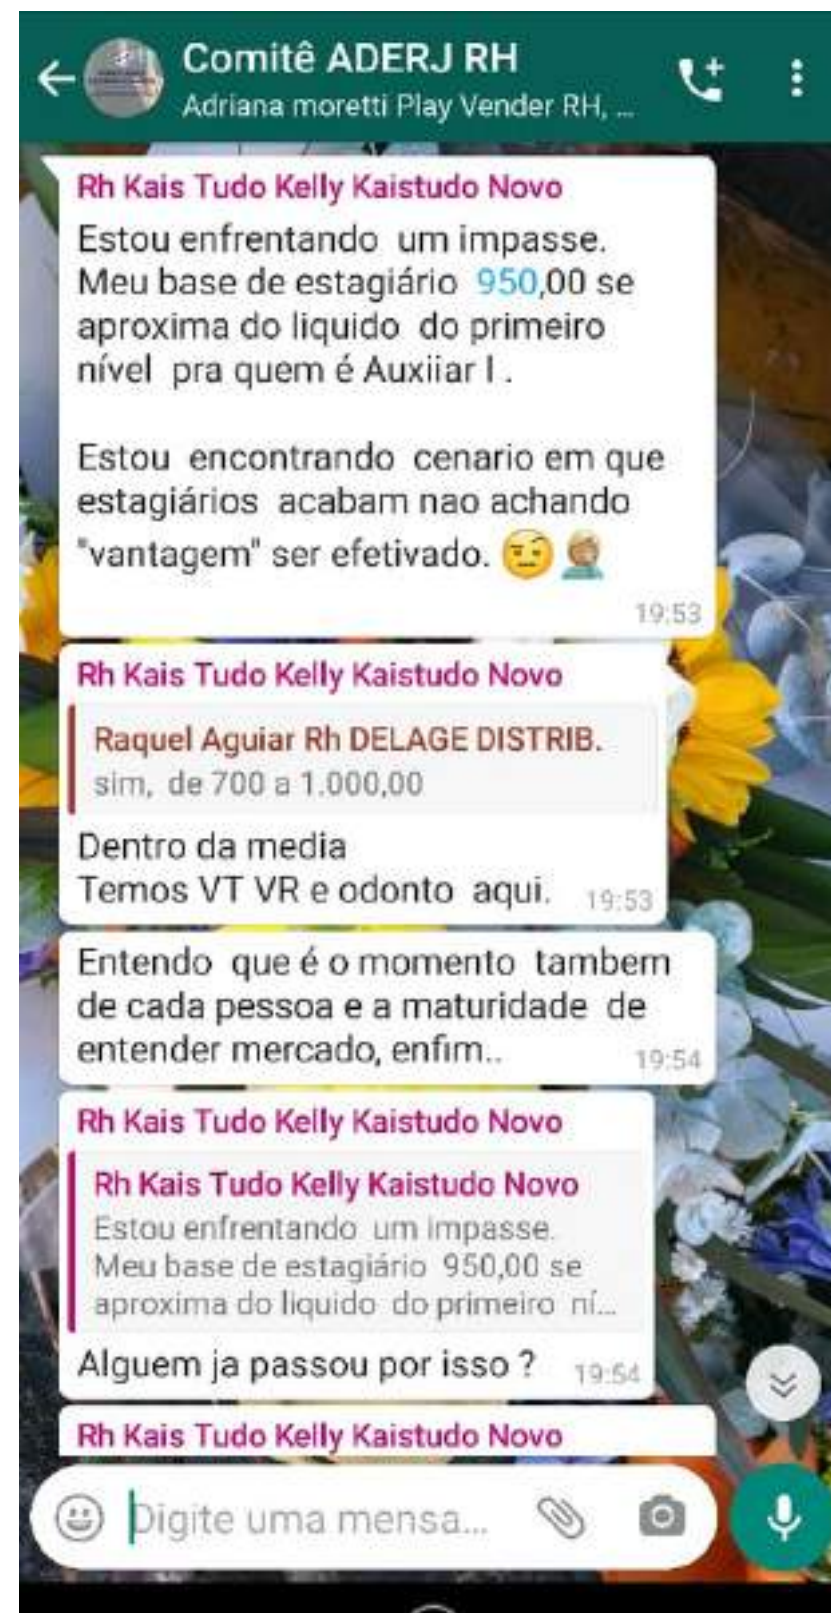 Comitê ADERJ RH
Adriana moretti Play Vender RH, ...
Rh Kais Tudo Kelly Kaistudo Novo
Estou enfrentando um impasse.
Meu base de estagiário 950,00 se
aproxima do liquido do primeiro
nível pra quem é Auxiiar I .
Estou encontrando cenario em que
estagiários acabam nao achando
"vantagem" ser efetivado. 🤨🤦🏼
19:53
Rh Kais Tudo Kelly Kaistudo Novo
Raquel Aguiar Rh DELAGE DISTRIB.
sim, de 700 a 1.000,00
Dentro da media
Temos VT VR e odonto aqui. 19:53
Entendo que é o momento tambem
de cada pessoa e a maturidade de
entender mercado, enfim.. 19:54
Rh Kais Tudo Kelly Kaistudo Novo
Rh Kais Tudo Kelly Kaistudo Novo
Estou enfrentando um impasse.
Meu base de estagiário 950,00 se
aproxima do liquido do primeiro ní...
Alguem ja passou por isso ? 19:54
Rh Kais Tudo Kelly Kaistudo Novo
Digite uma mensa...